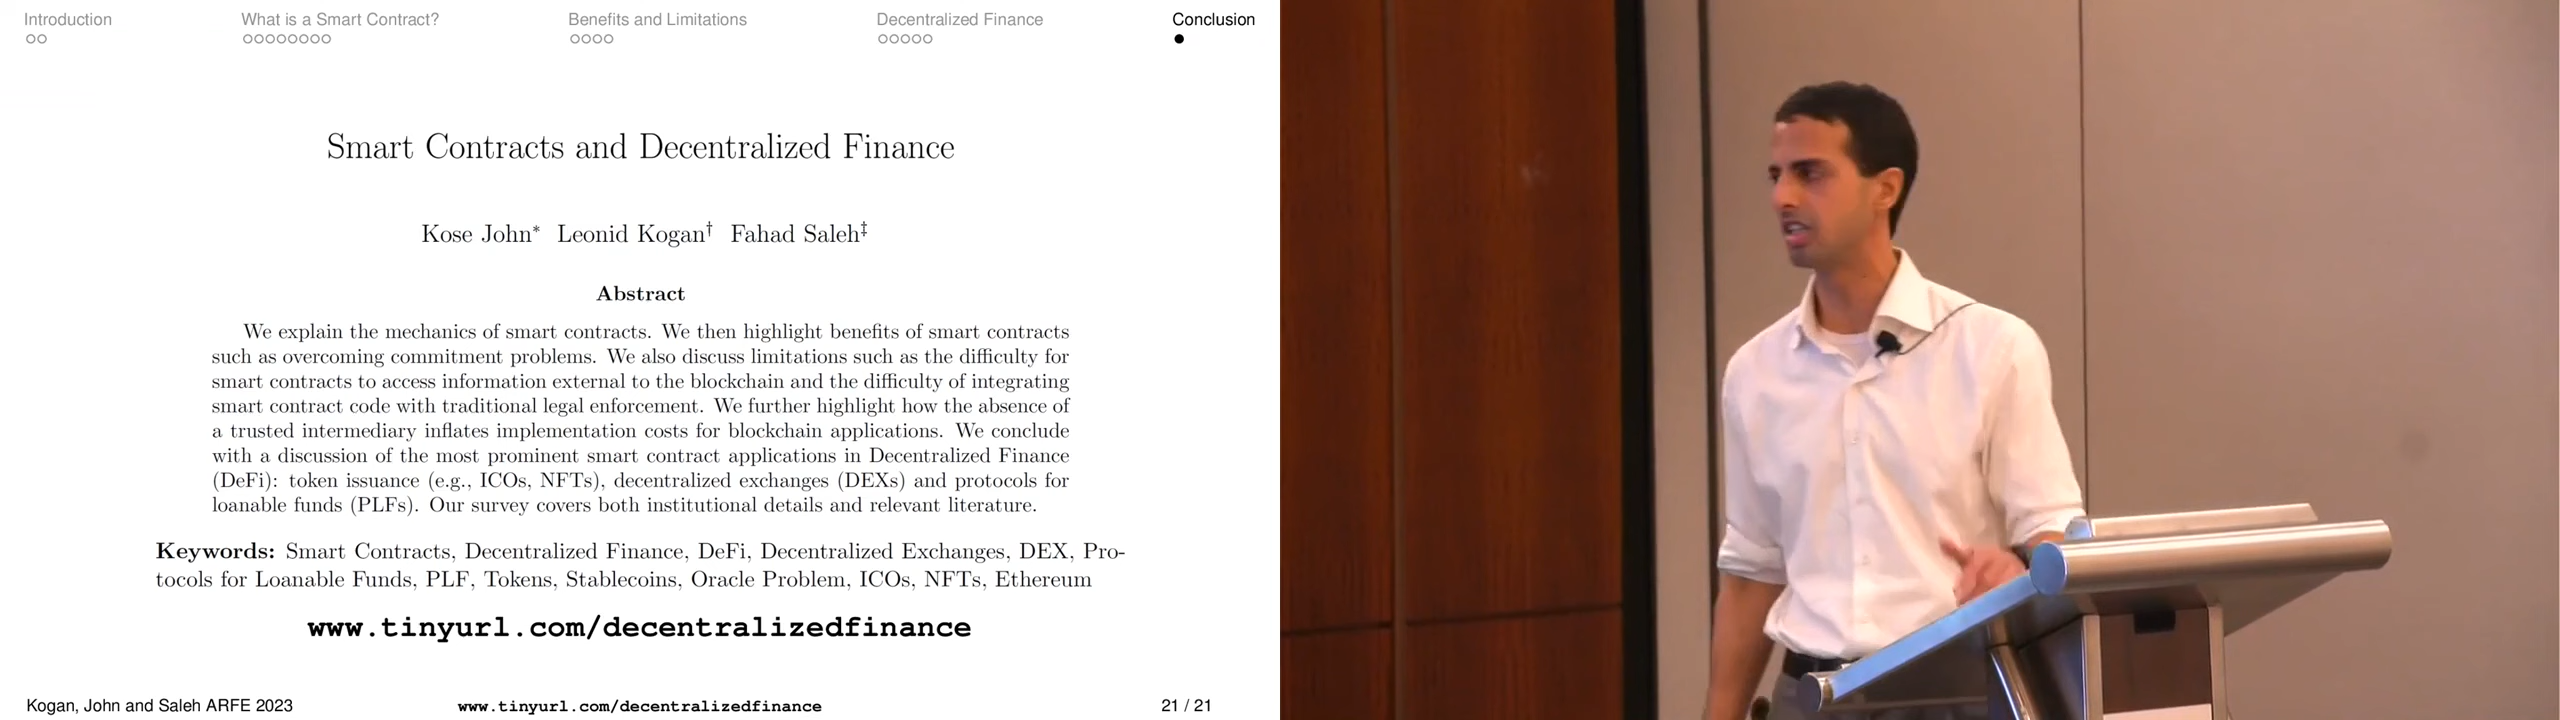 Introduction
What is a Smart Contract?
Benefits and Limitations
Decentralized Finance
Conclusion
Smart Contracts and Decentralized Finance
Kose John* Leonid Kogan† Fahad Saleh‡
Abstract
We explain the mechanics of smart contracts. We then highlight benefits of smart contracts
such as overcoming commitment problems. We also discuss limitations such as the difficulty for
smart contracts to access information external to the blockchain and the difficulty of integrating
smart contract code with traditional legal enforcement. We further highlight how the absence of
a trusted intermediary inflates implementation costs for blockchain applications. We conclude
with a discussion of the most prominent smart contract applications in Decentralized Finance
(DeFi): token issuance (e.g., ICOs, NFTs), decentralized exchanges (DEXs) and protocols for
loanable funds (PLFs). Our survey covers both institutional details and relevant literature.
Keywords: Smart Contracts, Decentralized Finance, DeFi, Decentralized Exchanges, DEX, Pro-
tocols for Loanable Funds, PLF, Tokens, Stablecoins, Oracle Problem, ICOs, NFTs, Ethereum
www.tinyurl.com/decentralizedfinance
Kogan, John and Saleh ARFE 2023
www.tinyurl.com/decentralizedfinance
21 / 21